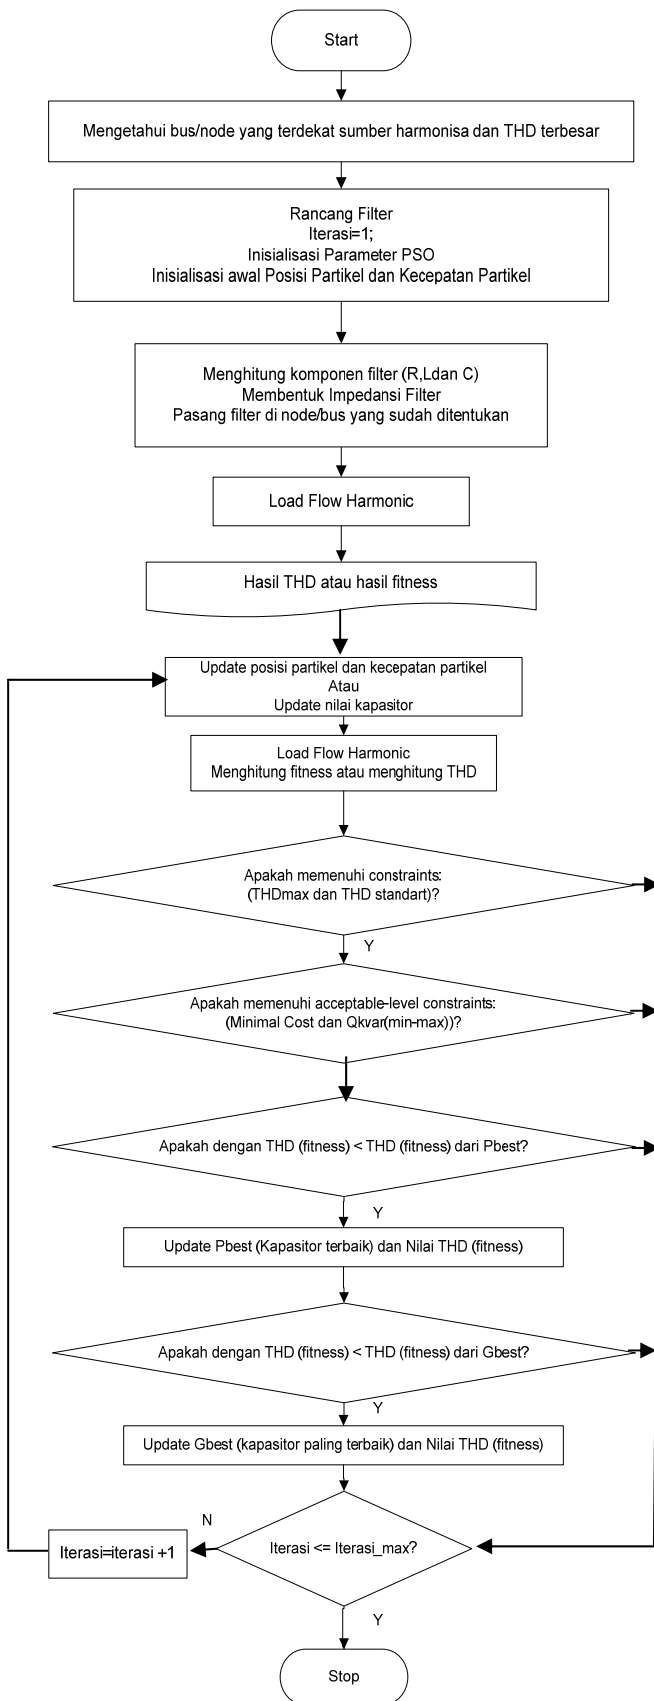 Start
Mengetahui bus/node yang terdekat sumber harmonisa dan THD terbesar
Rancang Filter
Iterasi=1;
Inisialisasi Parameter PSO
Inisialisasi awal Posisi Partikel dan Kecepatan Partikel
Menghitung komponen filter (R,Ldan C)
Membentuk Impedansi Filter
Pasang filter di node/bus yang sudah ditentukan
Load Flow Harmonic
Hasil THD atau hasil fitness
Update posisi partikel dan kecepatan partikel
Atau
Update nilai kapasitor
Load Flow Harmonic
Menghitung fitness atau menghitung THD
Apakah memenuhi constraints:
(THDmax dan THD standart)?
Y
Apakah memenuhi acceptable-level constraints:
(Minimal Cost dan Qkvar(min-max))?
Apakah dengan THD (fitness) < THD (fitness) dari Pbest?
Y
Update Pbest (Kapasitor terbaik) dan Nilai THD (fitness)
Apakah dengan THD (fitness) < THD (fitness) dari Gbest?
Y
Update Gbest (kapasitor paling terbaik) dan Nilai THD (fitness)
N
Iterasi <= Iterasi_max?
Iterasi=iterasi +1
Y
Stop